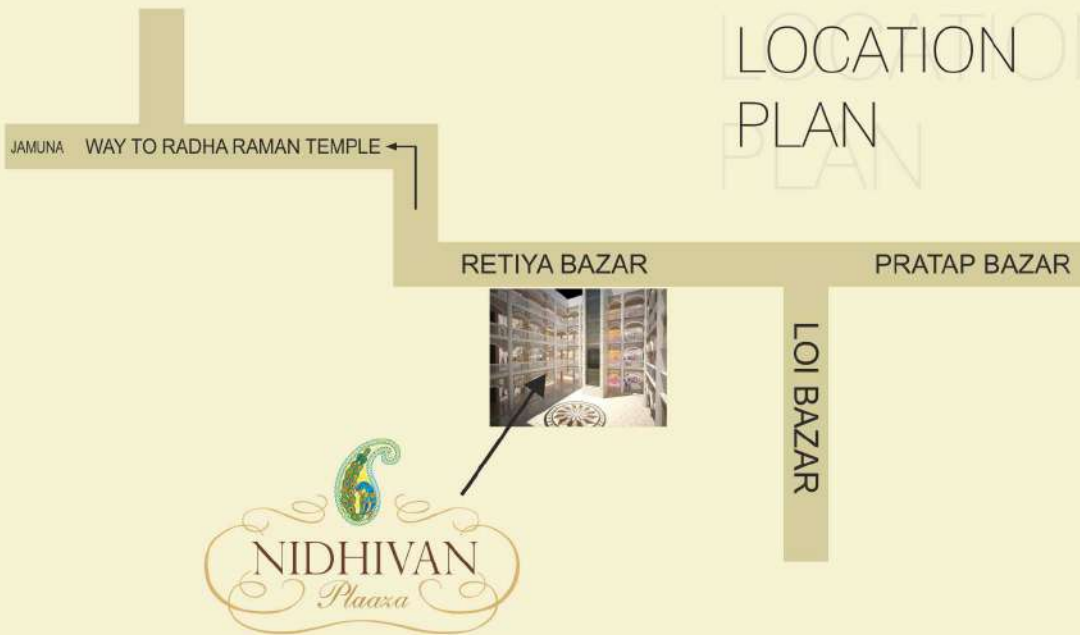 LOCATION
PLAN
JAMUNA WAY TO RADHA RAMAN TEMPLE
RETIYA BAZAR
PRATAP BAZAR
LOI BAZAR
NIDHIVAN
Plaaza